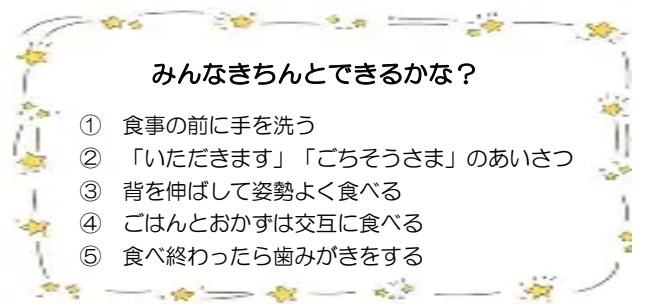 みんなきちんとできるかな？
① 食事の前に手を洗う
② 「いただきます」「ごちそうさま」のあいさつ
③ 背を伸ばして姿勢よく食べる
④ ごはんとおかずは交互に食べる
⑤ 食べ終わったら歯みがきをする